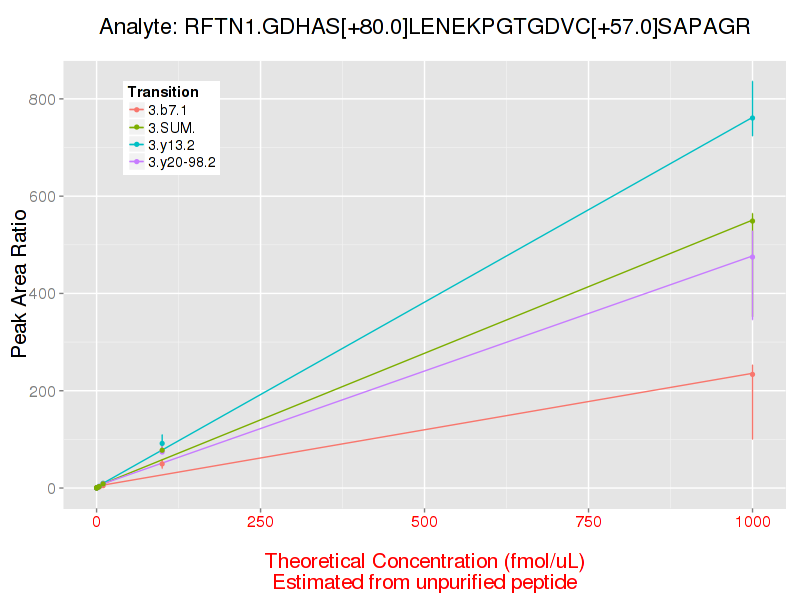 Analyte: RFTN1.GDHAS[+80.0]LENEKPGTGDVC[+57.0]SAPAGR
Transition
3.b7.1
3.SUM.
3.y13.2
3.y20-98.2
Peak Area Ratio
800
600
400
200
0
0 250 500 750 1000
Theoretical Concentration (fmol/uL)
Estimated from unpurified peptide